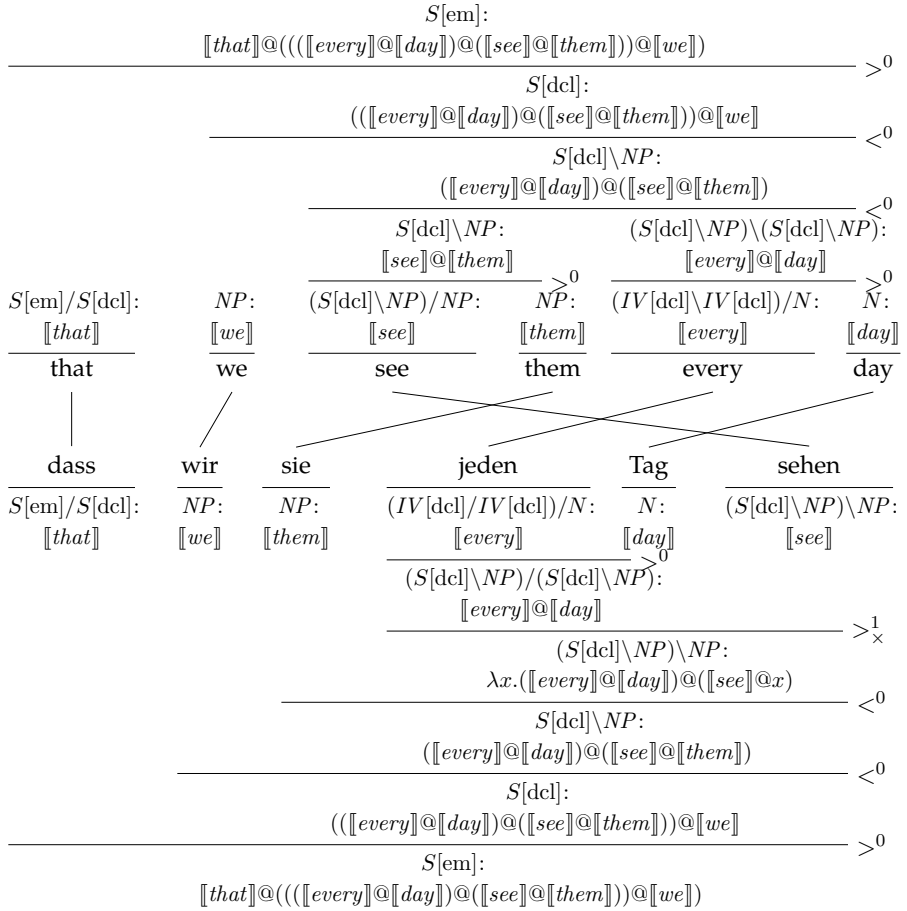 S[em]:
⟦that⟧@(((⟦every⟧@⟦day⟧)@(⟦see⟧@⟦them⟧))@⟦we⟧)
>0
S[dcl]:
((⟦every⟧@⟦day⟧)@(⟦see⟧@⟦them⟧))@⟦we⟧
<0
S[dcl]\NP:
(⟦every⟧@⟦day⟧)@(⟦see⟧@⟦them⟧)
<0
S[dcl]\NP: (S[dcl]\NP)\(S[dcl]\NP):
⟦see⟧@⟦them⟧ ⟦every⟧@⟦day⟧
>0 >0
S[em]/S[dcl]: NP: (S[dcl]\NP)/NP: NP: (IV[dcl]\IV[dcl])/N: N:
⟦that⟧ ⟦we⟧ ⟦see⟧ ⟦them⟧ ⟦every⟧ ⟦day⟧
that we see them every day
dass wir sie jeden Tag sehen
S[em]/S[dcl]: NP: NP: (IV[dcl]/IV[dcl])/N: N: (S[dcl]\NP)\NP:
⟦that⟧ ⟦we⟧ ⟦them⟧ ⟦every⟧ ⟦day⟧ ⟦see⟧
>0
(S[dcl]\NP)/(S[dcl]\NP):
⟦every⟧@⟦day⟧
>1×
(S[dcl]\NP)\NP:
λx.(⟦every⟧@⟦day⟧)@(⟦see⟧@x)
<0
S[dcl]\NP:
(⟦every⟧@⟦day⟧)@(⟦see⟧@⟦them⟧)
<0
S[dcl]:
((⟦every⟧@⟦day⟧)@(⟦see⟧@⟦them⟧))@⟦we⟧
>0
S[em]:
⟦that⟧@(((⟦every⟧@⟦day⟧)@(⟦see⟧@⟦them⟧))@⟦we⟧)